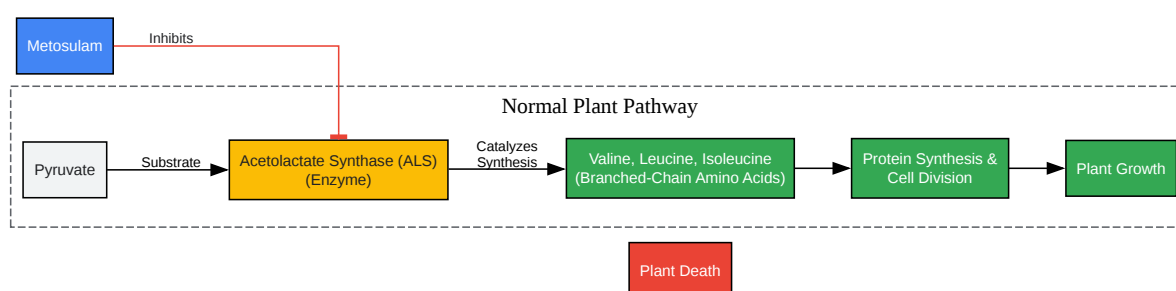 Metosulam
Inhibits
Normal Plant Pathway
Pyruvate
Substrate
Acetolactate Synthase (ALS)
(Enzyme)
Catalyzes
Synthesis
Valine, Leucine, Isoleucine
(Branched-Chain Amino Acids)
Protein Synthesis &
Cell Division
Plant Growth
Plant Death